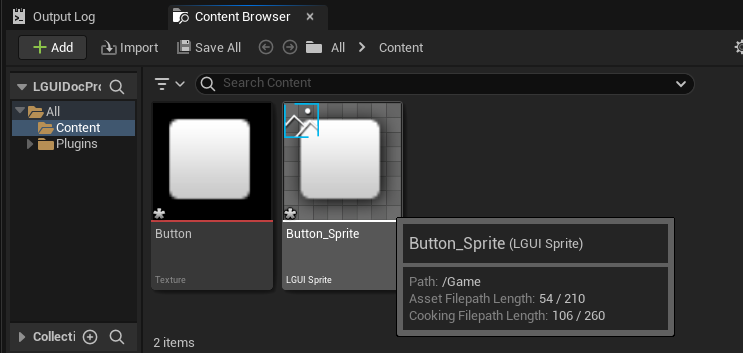 Output Log
Content Browser
Add
Import
Save All
All
Content
LGUIDocPro
Search Content
All
Content
Plugins
Button
Texture
Button_Sprite
LGUI Sprite
Button_Sprite (LGUI Sprite)
Path: /Game
Asset Filepath Length: 54 / 210
Cooking Filepath Length: 106 / 260
Collecti
2 items